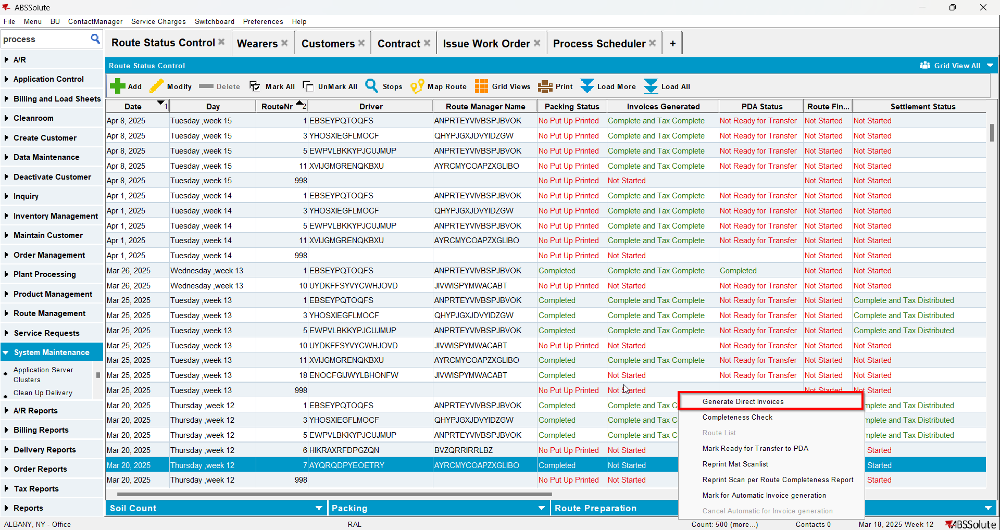 ABSSolute
File Menu BU ContactManager Service Charges Switchboard Preferences Help
process
Route Status Control Wearers Customers Contract Issue Work Order Process Scheduler +
Route Status Control Grid View All
Add Modify Delete Mark All UnMark All Stops Map Route Grid Views Print Load More Load All
Date 1 Day RouteNr 2 Driver Route Manager Name Packing Status Invoices Generated PDA Status Route Fin... Settlement Status
Apr 8, 2025 Tuesday ,week 15 1 EBSEYPQTOQFS ANPRTEYVIVBSPJBVOK No Put Up Printed Complete and Tax Complete Not Ready for Transfer Not Started Not Started
Apr 8, 2025 Tuesday ,week 15 3 YHOSXIEGFLMOCF QHYPJGXJDVYIDZGW No Put Up Printed Complete and Tax Complete Not Ready for Transfer Not Started Not Started
Apr 8, 2025 Tuesday ,week 15 5 EWPVLBKKYPJCUJMUP ANPRTEYVIVBSPJBVOK No Put Up Printed Complete and Tax Complete Not Ready for Transfer Not Started Not Started
Apr 8, 2025 Tuesday ,week 15 11 XVIJGMGRENQKBXU AYRCMYCOAPZXGLIBO No Put Up Printed Complete and Tax Complete Not Ready for Transfer Not Started Not Started
Apr 8, 2025 Tuesday ,week 15 998 No Put Up Printed Not Started Not Started Not Started
Apr 1, 2025 Tuesday ,week 14 1 EBSEYPQTOQFS ANPRTEYVIVBSPJBVOK No Put Up Printed Complete and Tax Complete Not Ready for Transfer Not Started Not Started
Apr 1, 2025 Tuesday ,week 14 3 YHOSXIEGFLMOCF QHYPJGXJDVYIDZGW No Put Up Printed Complete and Tax Complete Not Ready for Transfer Not Started Not Started
Apr 1, 2025 Tuesday ,week 14 5 EWPVLBKKYPJCUJMUP ANPRTEYVIVBSPJBVOK No Put Up Printed Complete and Tax Complete Not Ready for Transfer Not Started Not Started
Apr 1, 2025 Tuesday ,week 14 11 XVIJGMGRENQKBXU AYRCMYCOAPZXGLIBO No Put Up Printed Complete and Tax Complete Not Ready for Transfer Not Started Not Started
Apr 1, 2025 Tuesday ,week 14 998 No Put Up Printed Not Started Not Started Not Started
Mar 26, 2025 Wednesday ,week 13 1 EBSEYPQTOQFS ANPRTEYVIVBSPJBVOK Completed Complete and Tax Complete Completed Not Started Not Started
Mar 26, 2025 Wednesday ,week 13 10 UYDKFFSYVYCWHJOVD JIVWISPYMWACABT No Put Up Printed Not Started Not Ready for Transfer Not Started Not Started
Mar 25, 2025 Tuesday ,week 13 1 EBSEYPQTOQFS ANPRTEYVIVBSPJBVOK Completed Complete and Tax Complete Not Ready for Transfer Not Started Complete and Tax Distributed
Mar 25, 2025 Tuesday ,week 13 3 YHOSXIEGFLMOCF QHYPJGXJDVYIDZGW Completed Complete and Tax Complete Not Ready for Transfer Not Started Complete and Tax Distributed
Mar 25, 2025 Tuesday ,week 13 5 EWPVLBKKYPJCUJMUP ANPRTEYVIVBSPJBVOK Completed Complete and Tax Complete Not Ready for Transfer Not Started Complete and Tax Distributed
Mar 25, 2025 Tuesday ,week 13 10 UYDKFFSYVYCWHJOVD JIVWISPYMWACABT No Put Up Printed Not Started Not Ready for Transfer Not Started Not Started
Mar 25, 2025 Tuesday ,week 13 11 XVIJGMGRENQKBXU AYRCMYCOAPZXGLIBO Completed Complete and Tax Complete Not Ready for Transfer Not Started Not Started
Mar 25, 2025 Tuesday ,week 13 18 ENOCFGIJWYLBHONFW JIVWISPYMWACABT Completed Not Started Not Ready for Transfer Not Started Not Started
Mar 25, 2025 Tuesday ,week 13 998 No Put Up Printed Not Started Not Started Not Started
Mar 20, 2025 Thursday ,week 12 1 EBSEYPQTOQFS ANPRTEYVIVBSPJBVOK Completed Complete and Tax C mplete and Tax Distributed
Mar 20, 2025 Thursday ,week 12 3 YHOSXIEGFLMOCF QHYPJGXJDVYIDZGW Completed Complete and Tax C mplete and Tax Distributed
Mar 20, 2025 Thursday ,week 12 5 EWPVLBKKYPJCUJMUP ANPRTEYVIVBSPJBVOK Completed Complete and Tax C mplete and Tax Distributed
Mar 20, 2025 Thursday ,week 12 6 HIKRAXRFDPGZQN BVZQRRIRRLBZ No Put Up Printed Not Started Started
Mar 20, 2025 Thursday ,week 12 7 AYQRQDPYEOETRY AYRCMYCOAPZXGLIBO Completed Not Started Started
Mar 20, 2025 Thursday ,week 12 998 No Put Up Printed Not Started Started
Generate Direct Invoices
Completeness Check
Route List
Mark Ready for Transfer to PDA
Reprint Mat Scanlist
Reprint Scan per Route Completeness Report
Mark for Automatic Invoice generation
Cancel Automatic for Invoice generation
A/R
Application Control
Billing and Load Sheets
Cleanroom
Create Customer
Data Maintenance
Deactivate Customer
Inquiry
Inventory Management
Maintain Customer
Order Management
Plant Processing
Product Management
Route Management
Service Requests
System Maintenance
Application Server
Clusters
Clean Up Delivery
A/R Reports
Billing Reports
Delivery Reports
Order Reports
Tax Reports
Reports
Soil Count Packing Route Preparation
ALBANY, NY - Office RAL Count: 500 (more...) Contacts 0 Mar 18, 2025 Week 12 ABSSolute